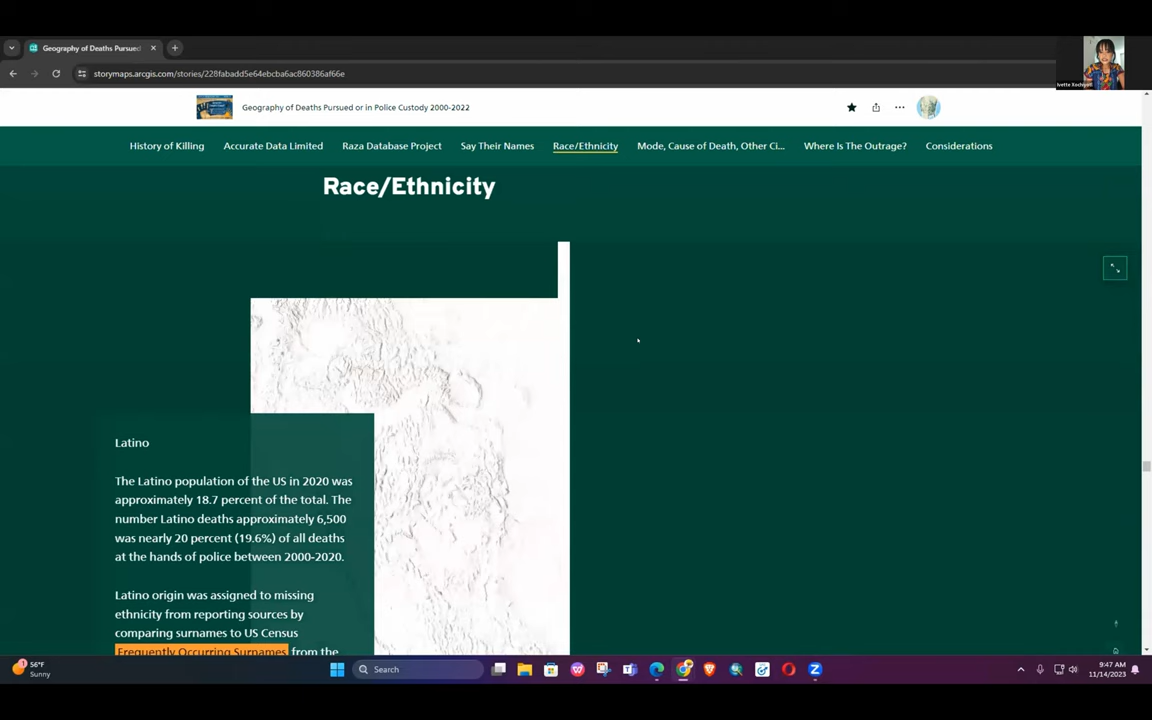 Geography of Deaths Pursued
storymaps.arcgis.com/stories/228fabadd5e64ebcba6ac860386af66e
Geography of Deaths Pursued or in Police Custody 2000-2022
History of Killing
Accurate Data Limited
Raza Database Project
Say Their Names
Race/Ethnicity
Mode, Cause of Death, Other Ci...
Where Is The Outrage?
Considerations
Race/Ethnicity
Latino
The Latino population of the US in 2020 was
approximately 18.7 percent of the total. The
number Latino deaths approximately 6,500
was nearly 20 percent (19.6%) of all deaths
at the hands of police between 2000-2020.
Latino origin was assigned to missing
ethnicity from reporting sources by
comparing surnames to US Census
Frequently Occurring Surnames from the
56°F
Sunny
Search
9:47 AM
11/14/2023